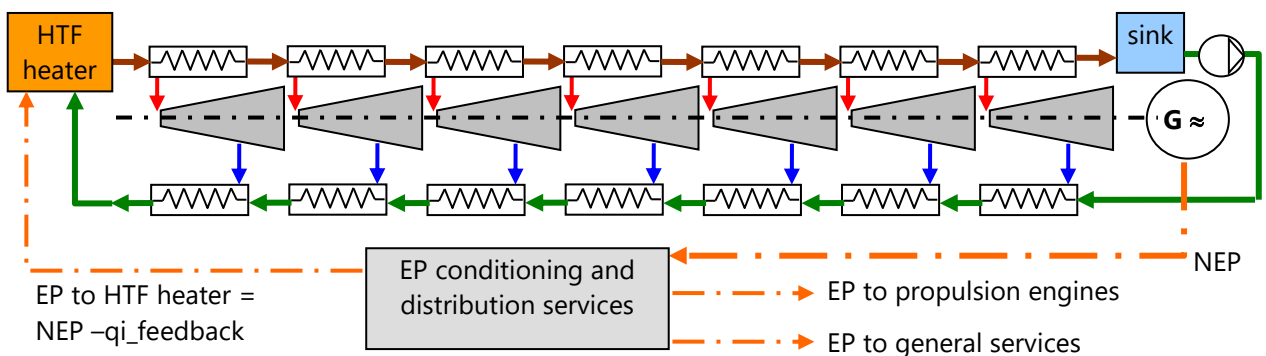 HTF
heater
sink
G ≈
NEP
EP conditioning and
distribution services
EP to HTF heater =
NEP –qi_feedback
EP to propulsion engines
EP to general services